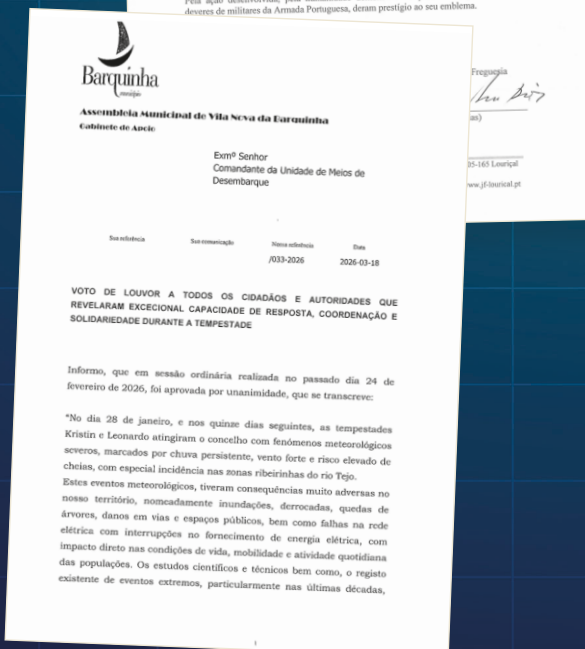 deveres de militares da Armada Portuguesa, deram prestígio ao seu emblema.
Freguesia
as)
05-165 Louriçal
ww.jf-lourical.pt
Barquinha
município
Assembleia Municipal de Vila Nova da Barquinha
Gabinete de Apoio
Exmº Senhor
Comandante da Unidade de Meios de
Desembarque
Sua referência Sua comunicação Nossa referência Data
/033-2026 2026-03-18
VOTO DE LOUVOR A TODOS OS CIDADÃOS E AUTORIDADES QUE
REVELARAM EXCECIONAL CAPACIDADE DE RESPOSTA, COORDENAÇÃO E
SOLIDARIEDADE DURANTE A TEMPESTADE
Informo, que em sessão ordinária realizada no passado dia 24 de
fevereiro de 2026, foi aprovada por unanimidade, que se transcreve:
"No dia 28 de janeiro, e nos quinze dias seguintes, as tempestades
Kristin e Leonardo atingiram o concelho com fenómenos meteorológicos
severos, marcados por chuva persistente, vento forte e risco elevado de
cheias, com especial incidência nas zonas ribeirinhas do rio Tejo.
Estes eventos meteorológicos, tiveram consequências muito adversas no
nosso território, nomeadamente inundações, derrocadas, quedas de
árvores, danos em vias e espaços públicos, bem como falhas na rede
elétrica com interrupções no fornecimento de energia elétrica, com
impacto direto nas condições de vida, mobilidade e atividade quotidiana
das populações. Os estudos científicos e técnicos bem como, o registo
existente de eventos extremos, particularmente nas últimas décadas,
1